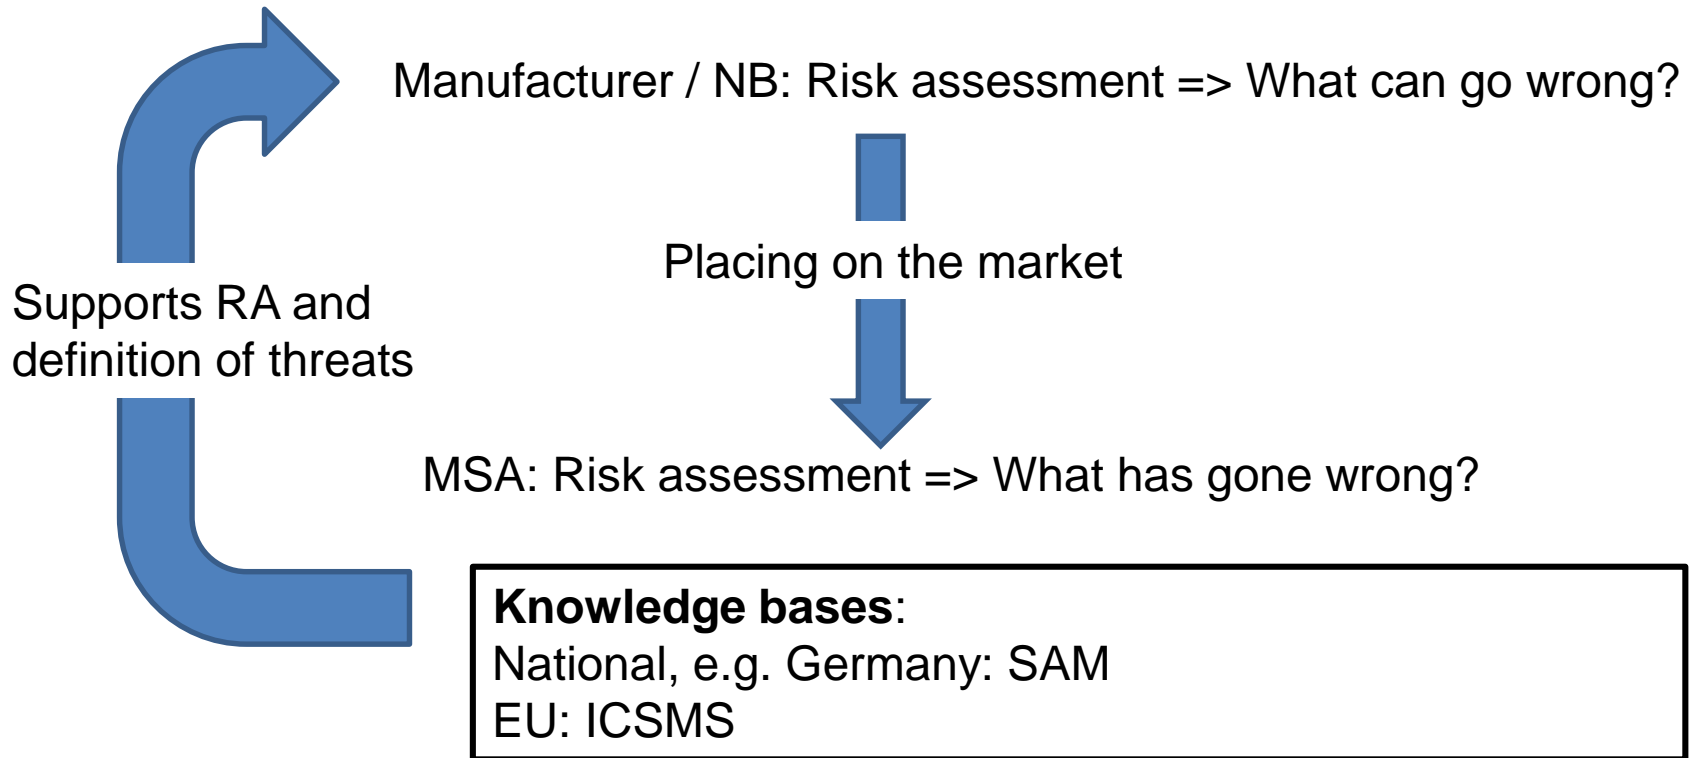 Manufacturer / NB: Risk assessment => What can go wrong?
Placing on the market
Supports RA and
definition of threats
MSA: Risk assessment => What has gone wrong?
Knowledge bases:
National, e.g. Germany: SAM
EU: ICSMS